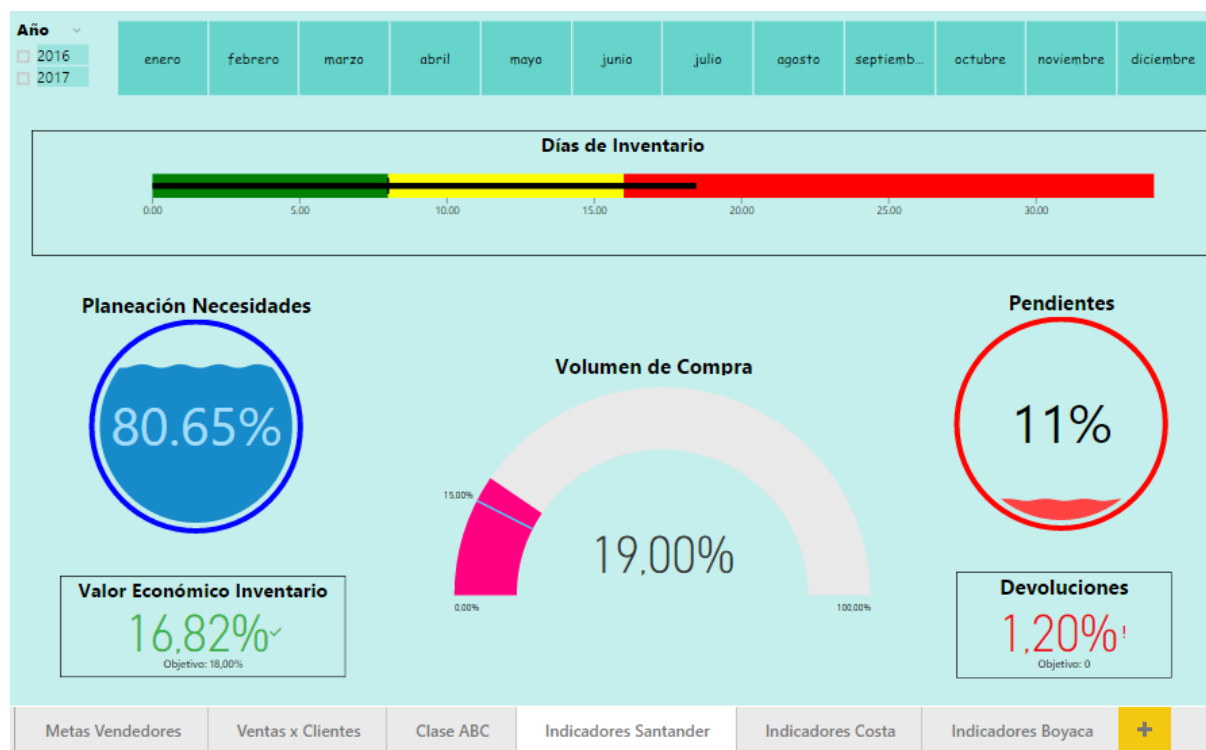 Año
2016
2017
enero febrero marzo abril mayo junio julio agosto septiemb... octubre noviembre diciembre
Días de Inventario
0.00 5.00 10.00 15.00 20.00 25.00 30.00
Planeación Necesidades
80.65%
Volumen de Compra
15.00%
19,00%
0.00% 100.00%
Pendientes
11%
Valor Económico Inventario
16,82%
Objetivo: 18,00%
Devoluciones
1,20%!
Objetivo: 0
Metas Vendedores Ventas x Clientes Clase ABC Indicadores Santander Indicadores Costa Indicadores Boyaca +